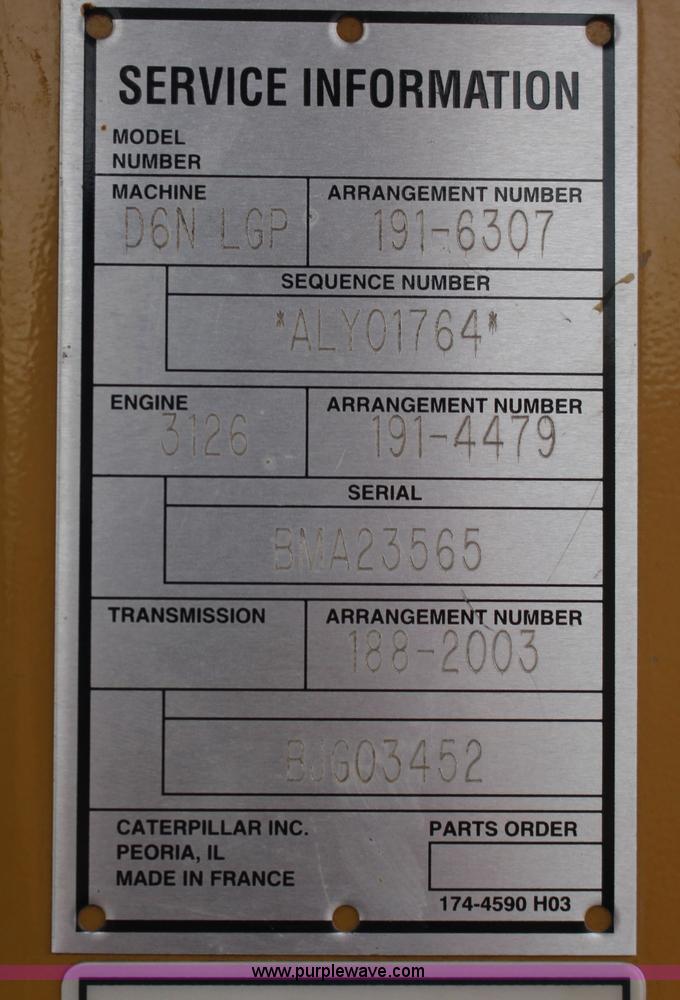 SERVICE INFORMATION
MODEL
NUMBER
MACHINE ARRANGEMENT NUMBER
D6N LGP 191-6307
SEQUENCE NUMBER
*ALY01764*
ENGINE ARRANGEMENT NUMBER
3126 191-4479
SERIAL
BMA23565
TRANSMISSION ARRANGEMENT NUMBER
188-2003
BJG03452
CATERPILLAR INC. PARTS ORDER
PEORIA, IL
MADE IN FRANCE
174-4590 H03
www.purplewave.com